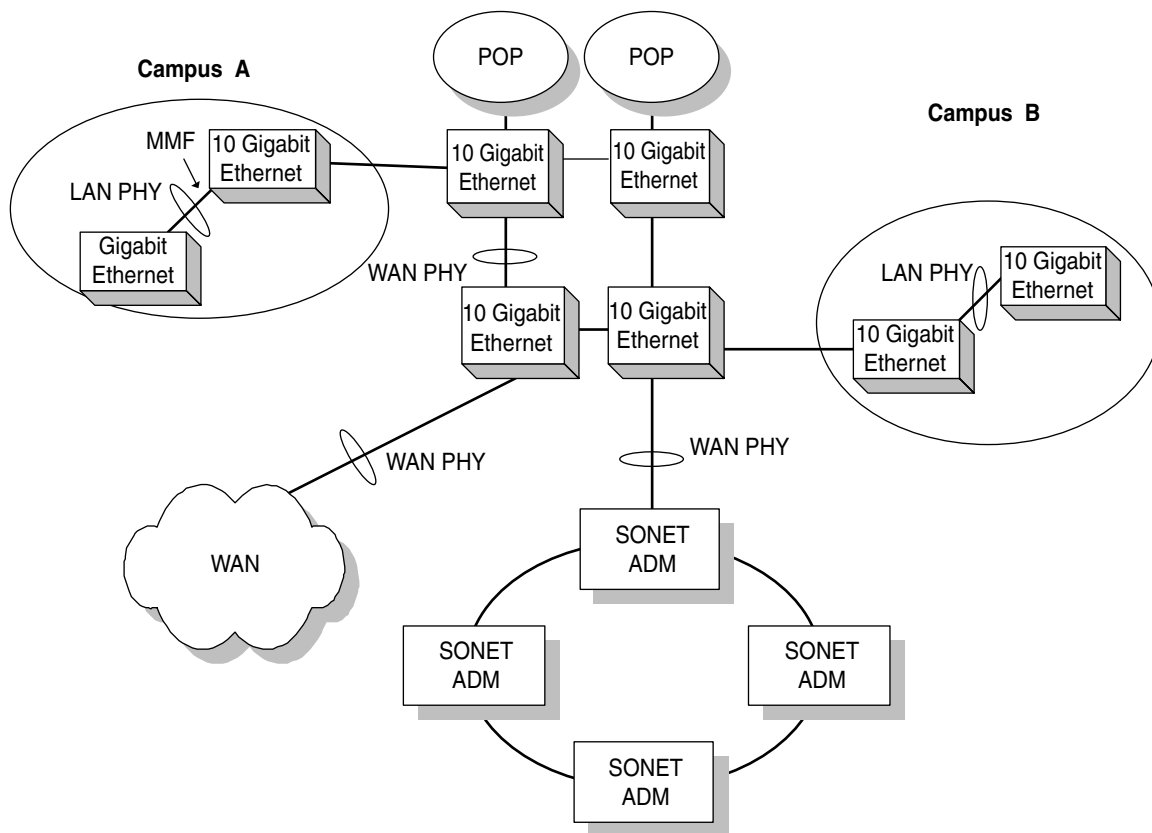 POP
POP
Campus A
Campus B
MMF
10 Gigabit
Ethernet
10 Gigabit
Ethernet
10 Gigabit
Ethernet
LAN PHY
Gigabit
Ethernet
WAN PHY
LAN PHY
10 Gigabit
Ethernet
10 Gigabit
Ethernet
10 Gigabit
Ethernet
10 Gigabit
Ethernet
WAN PHY
WAN PHY
WAN
SONET
ADM
SONET
ADM
SONET
ADM
SONET
ADM